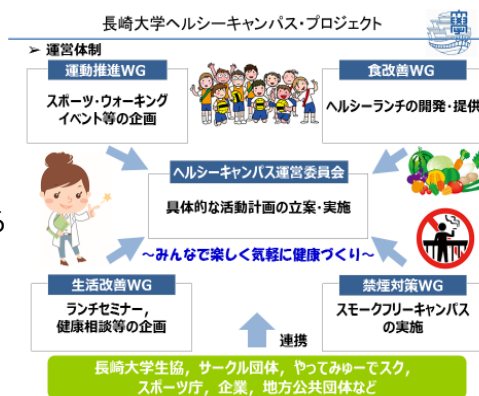 長崎大学ヘルシーキャンパス・プロジェクト
➢ 運営体制
運動推進WG
スポーツ・ウォーキング
イベント等の企画
食改善WG
ヘルシーランチの開発・提供
ヘルシーキャンパス運営委員会
具体的な活動計画の立案・実施
～みんなで楽しく気軽に健康づくり～
る
生活改善WG
ランチセミナー，
健康相談等の企画
禁煙対策WG
スモークフリーキャンパス
の実施
連携
長崎大学生協，サークル団体，やってみゅーでスク，
スポーツ庁，企業，地方公共団体など